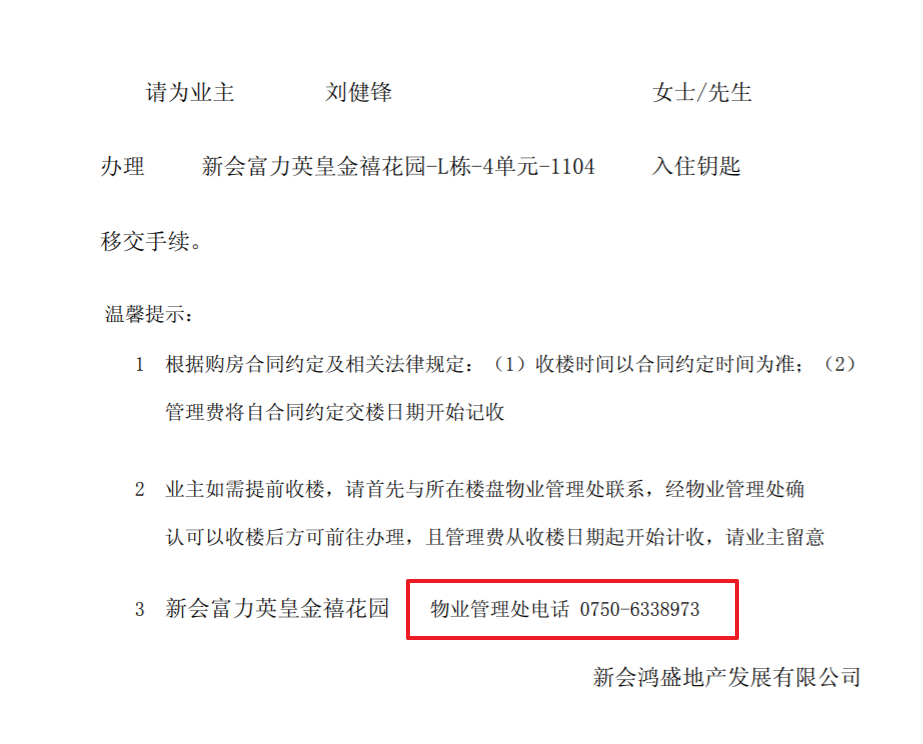 请为业主 刘健锋 女士/先生
办理 新会富力英皇金禧花园-L栋-4单元-1104 入住钥匙
移交手续。
温馨提示：
1 根据购房合同约定及相关法律规定：（1）收楼时间以合同约定时间为准；（2）
管理费将自合同约定交楼日期开始记收
2 业主如需提前收楼，请首先与所在楼盘物业管理处联系，经物业管理处确
认可以收楼后方可前往办理，且管理费从收楼日期起开始计收，请业主留意
3 新会富力英皇金禧花园 物业管理处电话 0750-6338973
新会鸿盛地产发展有限公司